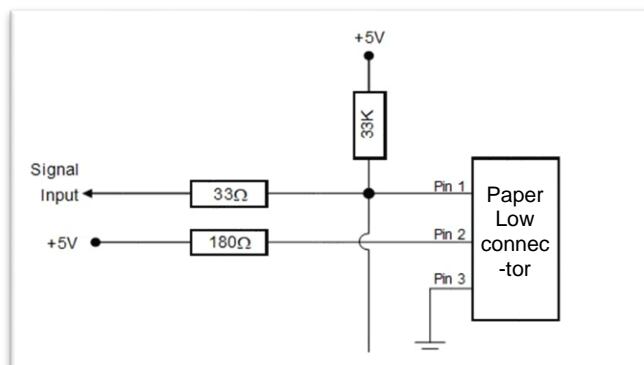 +5V
33K
Signal
Input
33Ω
Pin 1
+5V
180Ω
Pin 2
Pin 3
Paper
Low
connec
-tor